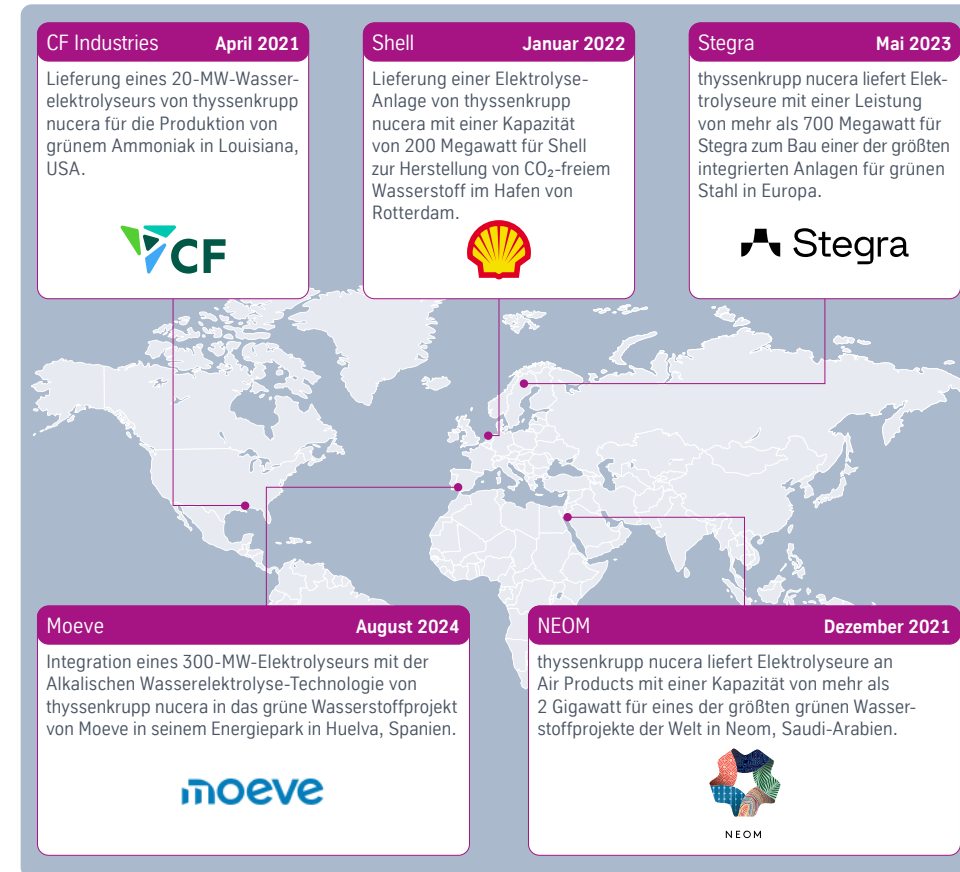 CF Industries April 2021
Lieferung eines 20-MW-Wasser-
elektrolyseurs von thyssenkrupp
nucera für die Produktion von
grünem Ammoniak in Louisiana,
USA.
CF
Shell Januar 2022
Lieferung einer Elektrolyse-
Anlage von thyssenkrupp
nucera mit einer Kapazität
von 200 Megawatt für Shell
zur Herstellung von CO₂-freiem
Wasserstoff im Hafen von
Rotterdam.
Stegra Mai 2023
thyssenkrupp nucera liefert Elek-
trolyseure mit einer Leistung
von mehr als 700 Megawatt für
Stegra zum Bau einer der größten
integrierten Anlagen für grünen
Stahl in Europa.
Stegra
Moeve August 2024
Integration eines 300-MW-Elektrolyseurs mit der
Alkalischen Wasserelektrolyse-Technologie von
thyssenkrupp nucera in das grüne Wasserstoffprojekt
von Moeve in seinem Energiepark in Huelva, Spanien.
moeve
NEOM Dezember 2021
thyssenkrupp nucera liefert Elektrolyseure an
Air Products mit einer Kapazität von mehr als
2 Gigawatt für eines der größten grünen Wasser-
stoffprojekte der Welt in Neom, Saudi-Arabien.
NEOM